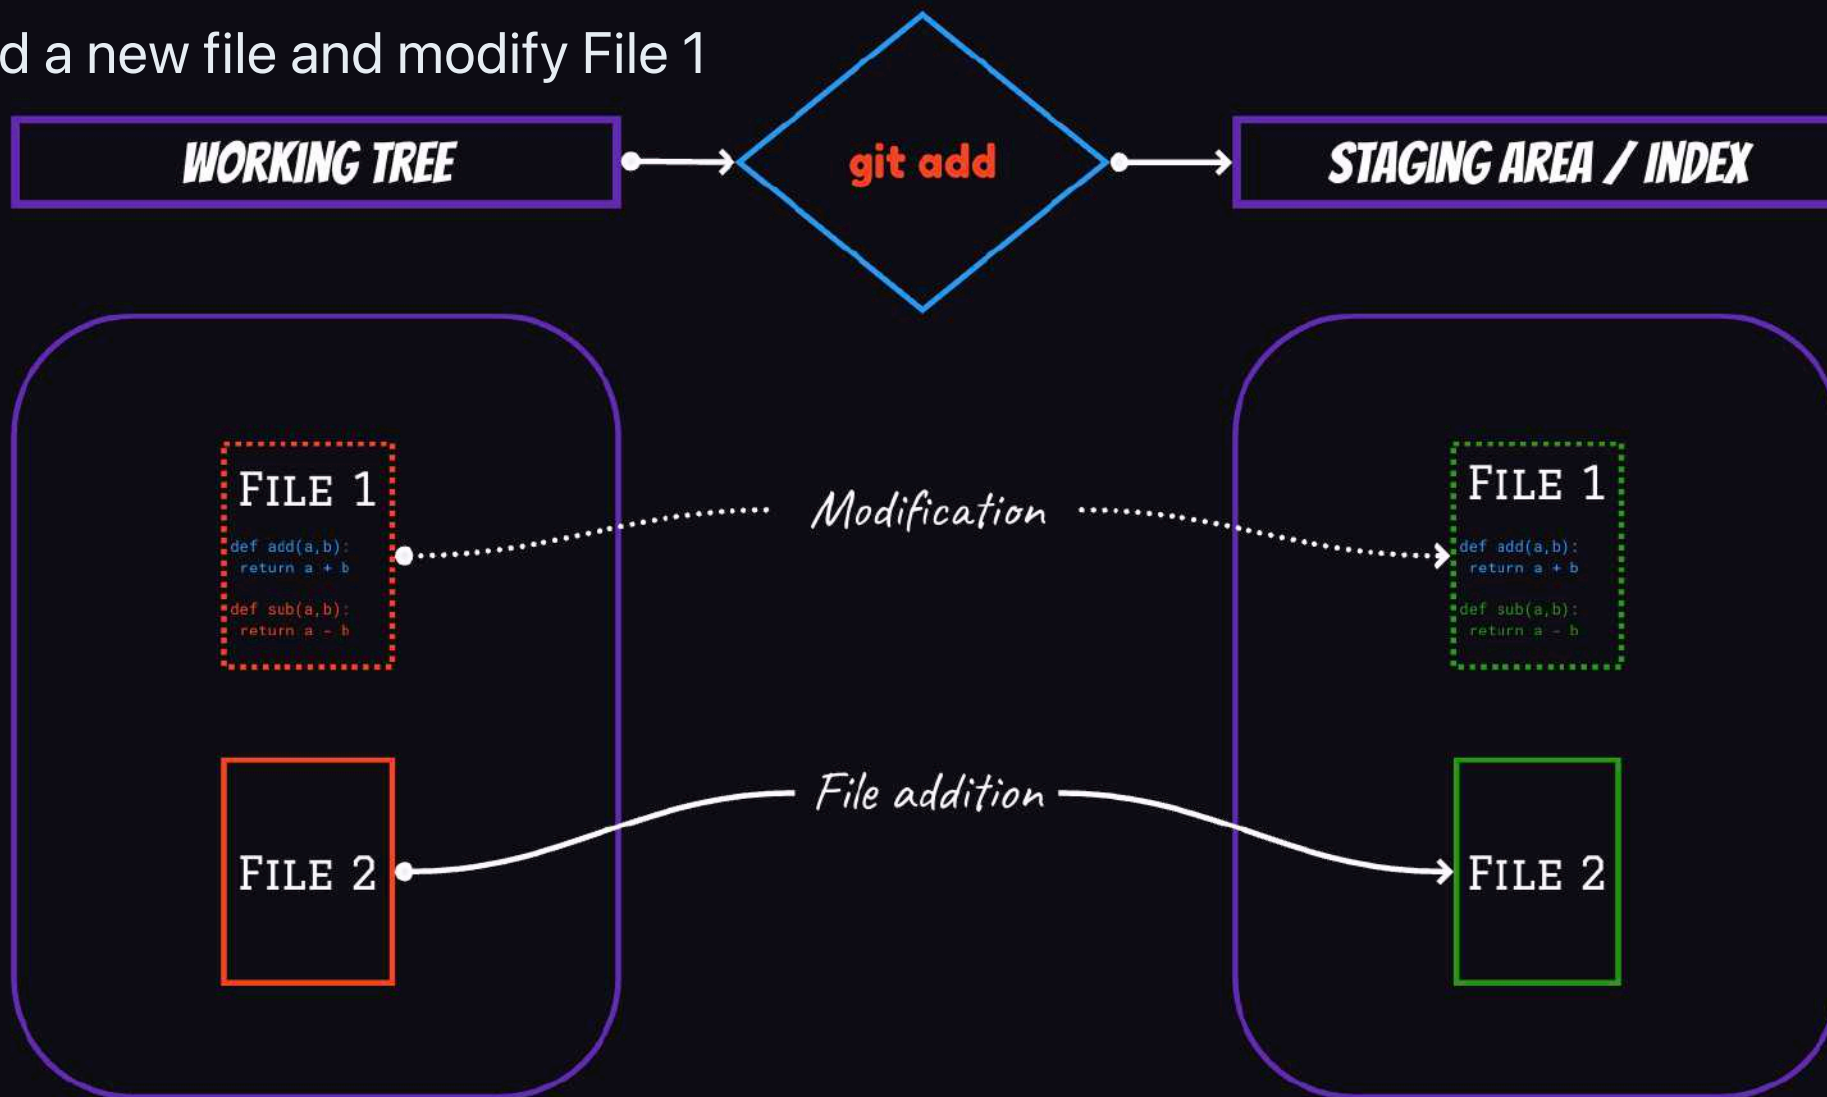 d a new file and modify File 1
WORKING TREE
git add
STAGING AREA / INDEX
FILE 1
def add(a,b):
return a + b
def sub(a,b):
return a - b
Modification
FILE 1
def add(a,b):
return a + b
def sub(a,b):
return a - b
FILE 2
File addition
FILE 2